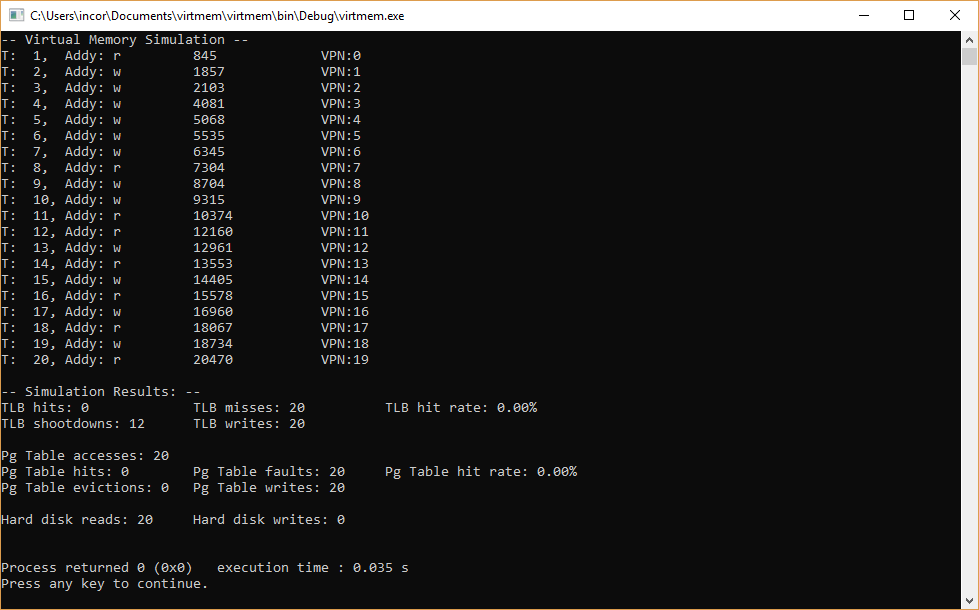 C:\Users\incor\Documents\virtmem\virtmem\bin\Debug\virtmem.exe
-- Virtual Memory Simulation --
T:  1,  Addy: r         845             VPN:0
T:  2,  Addy: w         1857            VPN:1
T:  3,  Addy: w         2103            VPN:2
T:  4,  Addy: w         4081            VPN:3
T:  5,  Addy: w         5068            VPN:4
T:  6,  Addy: w         5535            VPN:5
T:  7,  Addy: w         6345            VPN:6
T:  8,  Addy: r         7304            VPN:7
T:  9,  Addy: w         8704            VPN:8
T:  10, Addy: w         9315            VPN:9
T:  11, Addy: r         10374           VPN:10
T:  12, Addy: r         12160           VPN:11
T:  13, Addy: w         12961           VPN:12
T:  14, Addy: r         13553           VPN:13
T:  15, Addy: w         14405           VPN:14
T:  16, Addy: r         15578           VPN:15
T:  17, Addy: w         16960           VPN:16
T:  18, Addy: r         18067           VPN:17
T:  19, Addy: w         18734           VPN:18
T:  20, Addy: r         20470           VPN:19
-- Simulation Results: --
TLB hits: 0             TLB misses: 20          TLB hit rate: 0.00%
TLB shootdowns: 12      TLB writes: 20
Pg Table accesses: 20
Pg Table hits: 0        Pg Table faults: 20     Pg Table hit rate: 0.00%
Pg Table evictions: 0   Pg Table writes: 20
Hard disk reads: 20     Hard disk writes: 0
Process returned 0 (0x0)   execution time : 0.035 s
Press any key to continue.